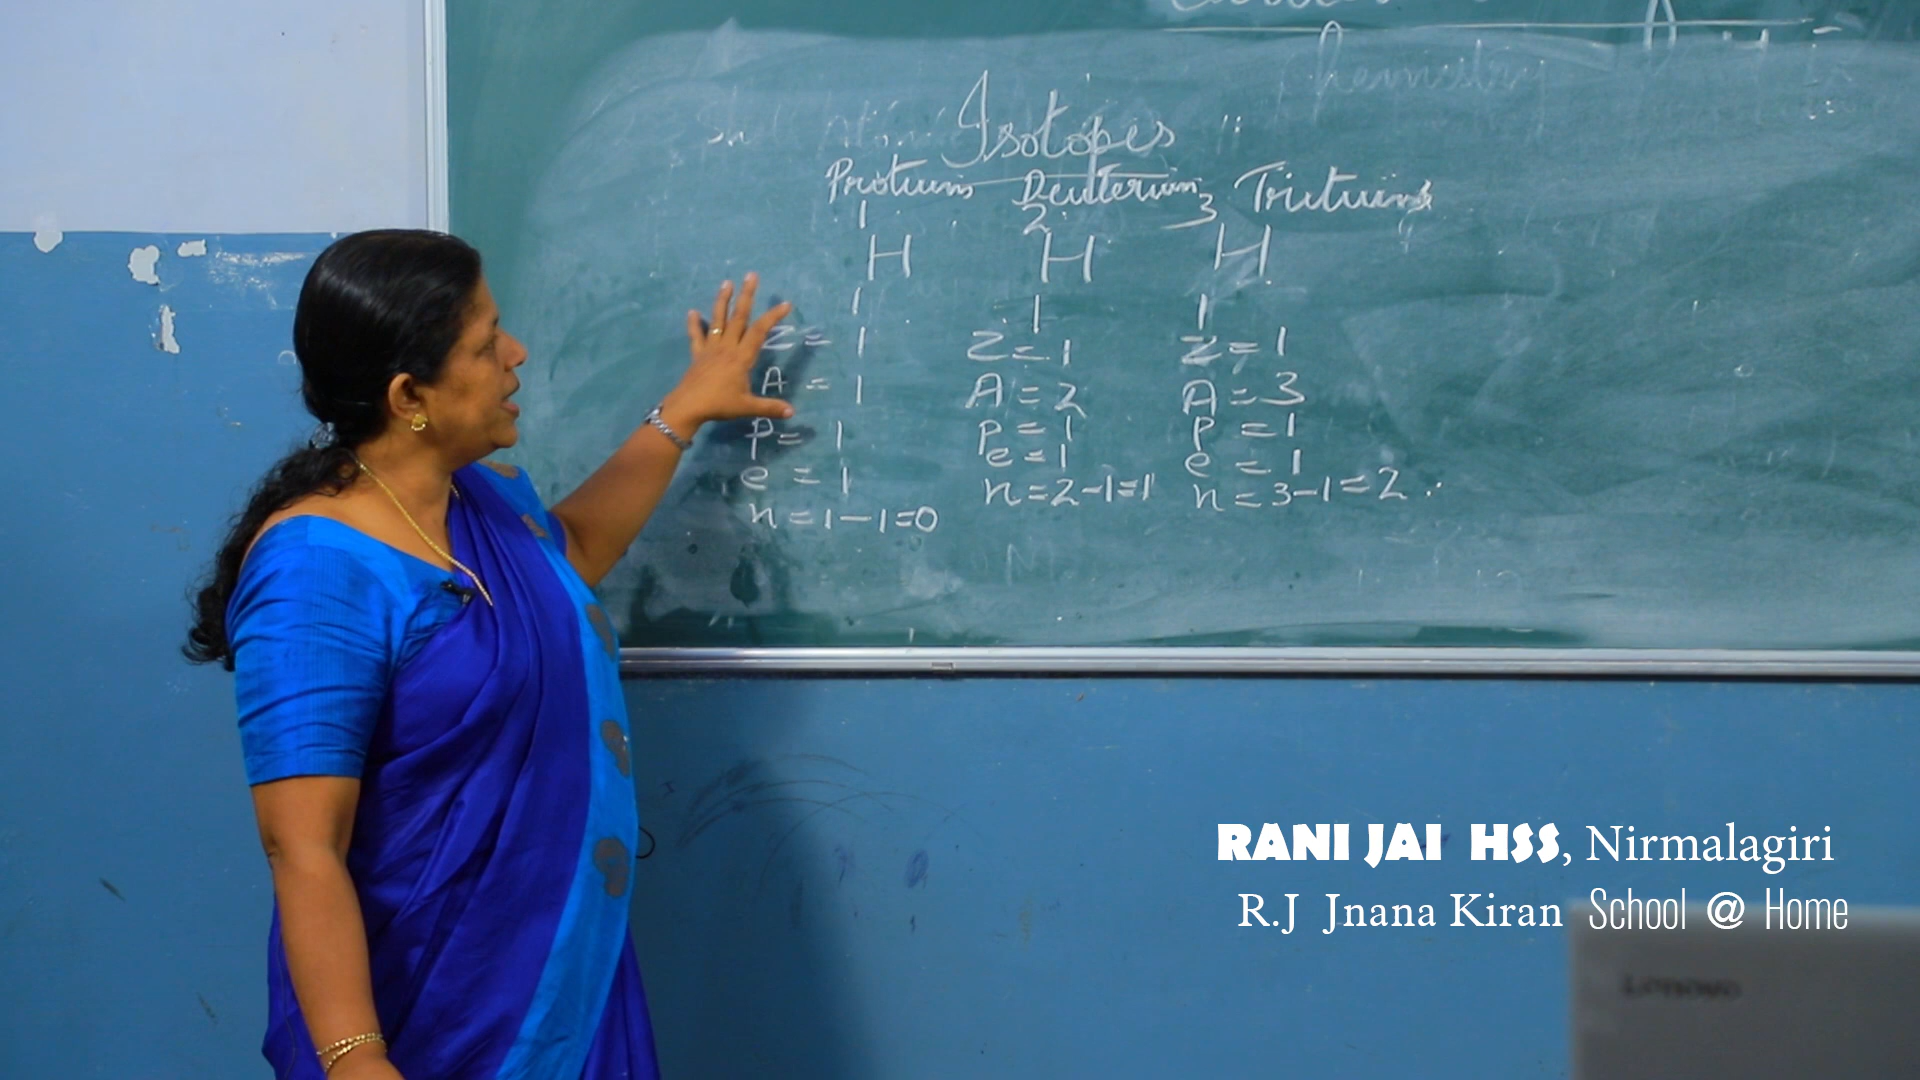 Chemistry
Isotopes
Protium Deuterium Tritium
1 2 3
H H H
1 1 1
Z = 1 Z = 1 Z = 1
A = 1 A = 2 A = 3
P = 1 P = 1 P = 1
e = 1 e = 1 e = 1
n = 1-1=0 n = 2-1=1 n = 3-1=2
RANI JAI HSS, Nirmalagiri
R.J Jnana Kiran School @ Home
Lenovo